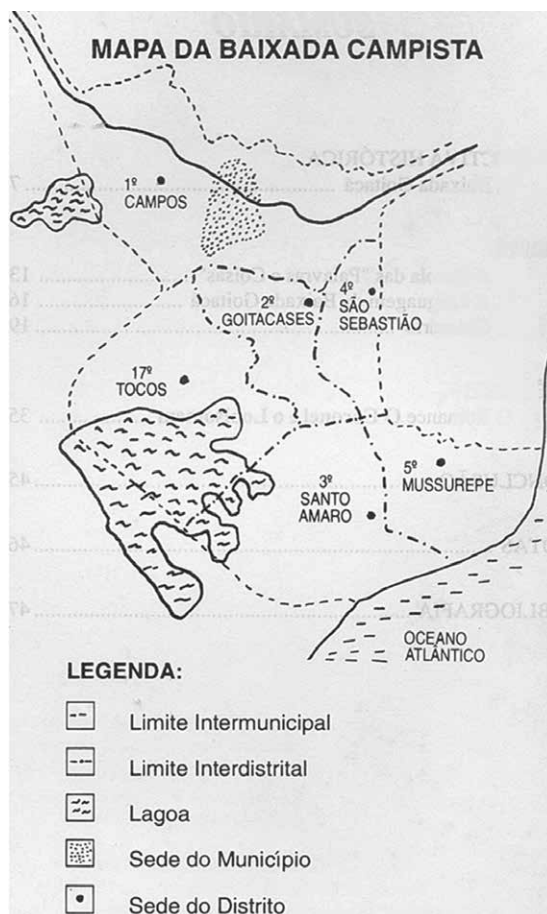 MAPA DA BAIXADA CAMPISTA
1º
CAMPOS
2º
GOITACASES
4º
SÃO
SEBASTIÃO
17º
TOCOS
3º
SANTO
AMARO
5º
MUSSUREPE
OCEANO
ATLÂNTICO
LEGENDA:
Limite Intermunicipal
Limite Interdistrital
Lagoa
Sede do Município
Sede do Distrito